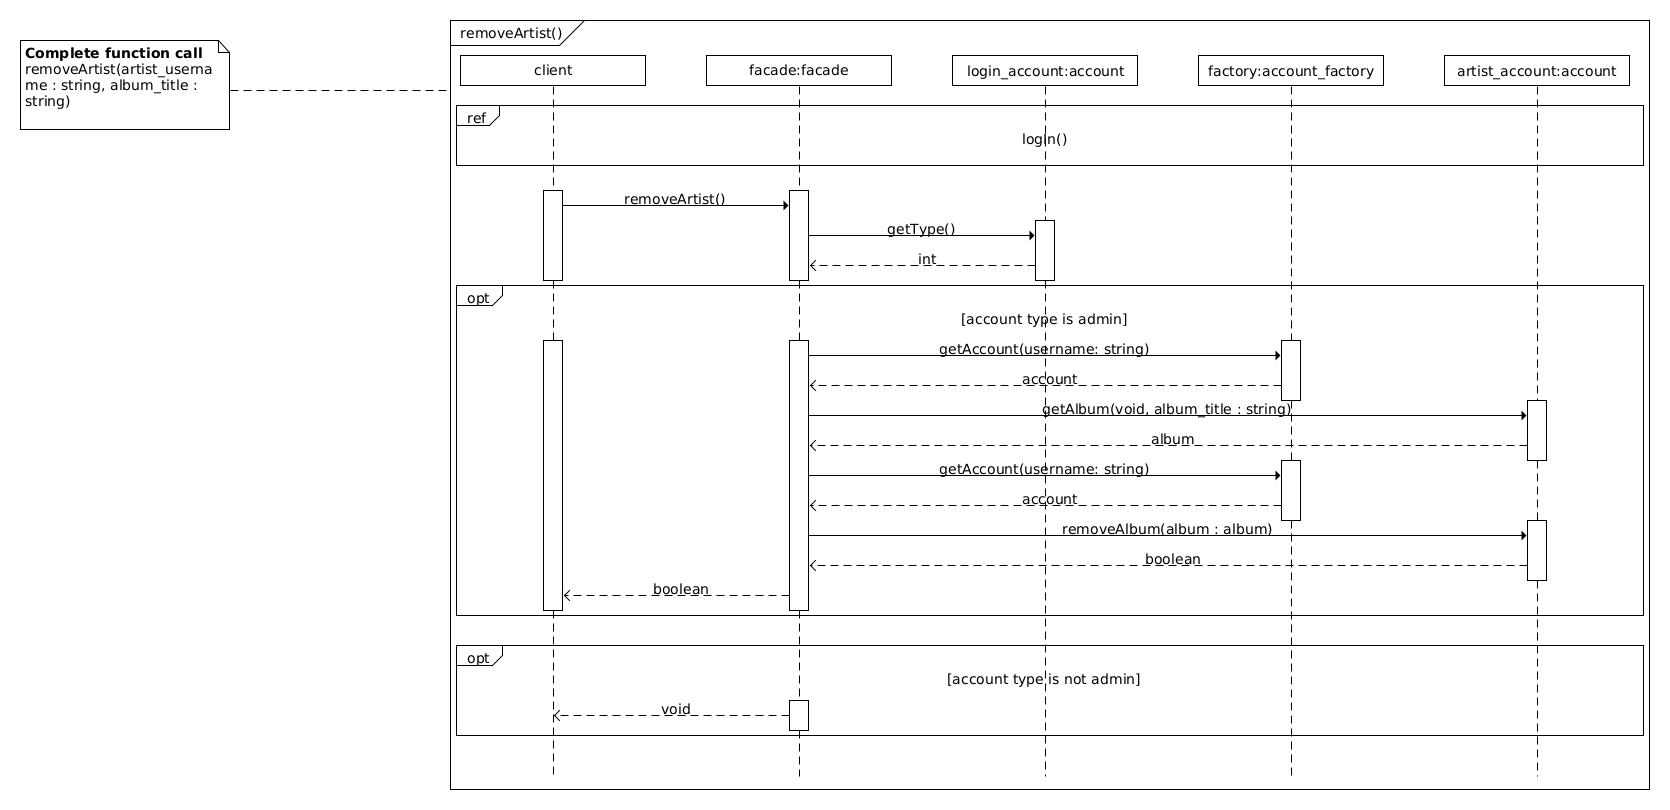 removeArtist()
Complete function call
removeArtist(artist_userna
me : string, album_title :
string)
client
facade:facade
login_account:account
factory:account_factory
artist_account:account
ref
login()
removeArtist()
getType()
int
opt
[account type is admin]
getAccount(username: string)
account
getAlbum(void, album_title : string)
album
getAccount(username: string)
account
removeAlbum(album : album)
boolean
boolean
opt
[account type is not admin]
void